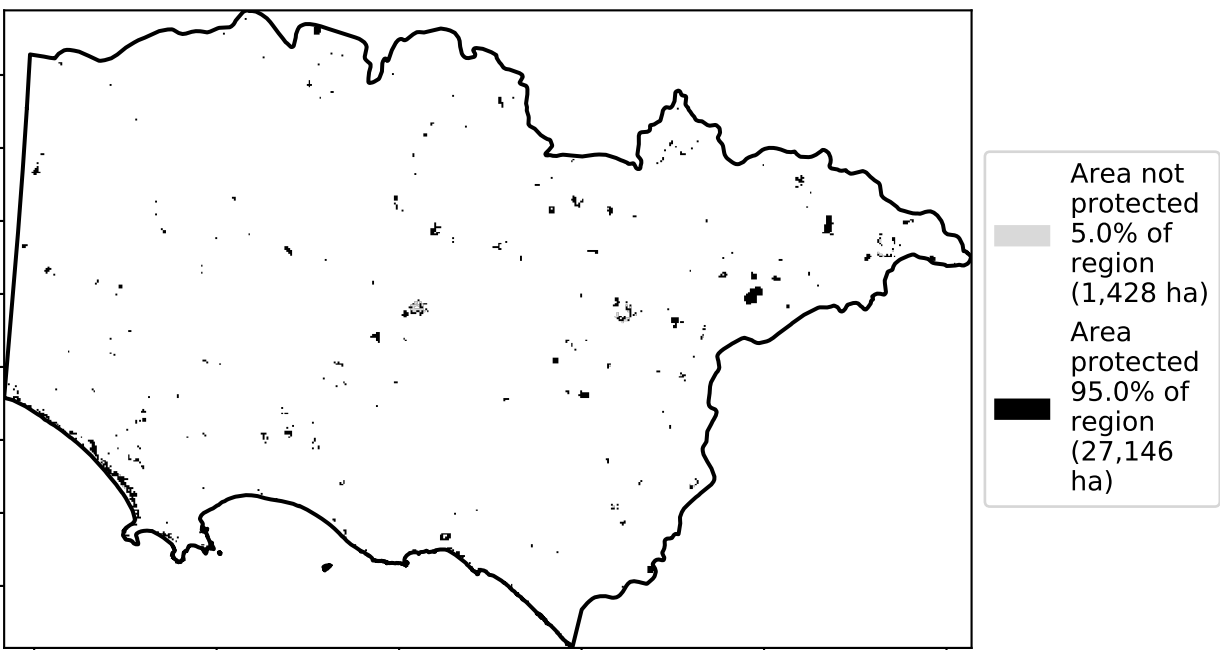 Area not
protected
5.0% of
region
(1,428 ha)
Area
protected
95.0% of
region
(27,146
ha)